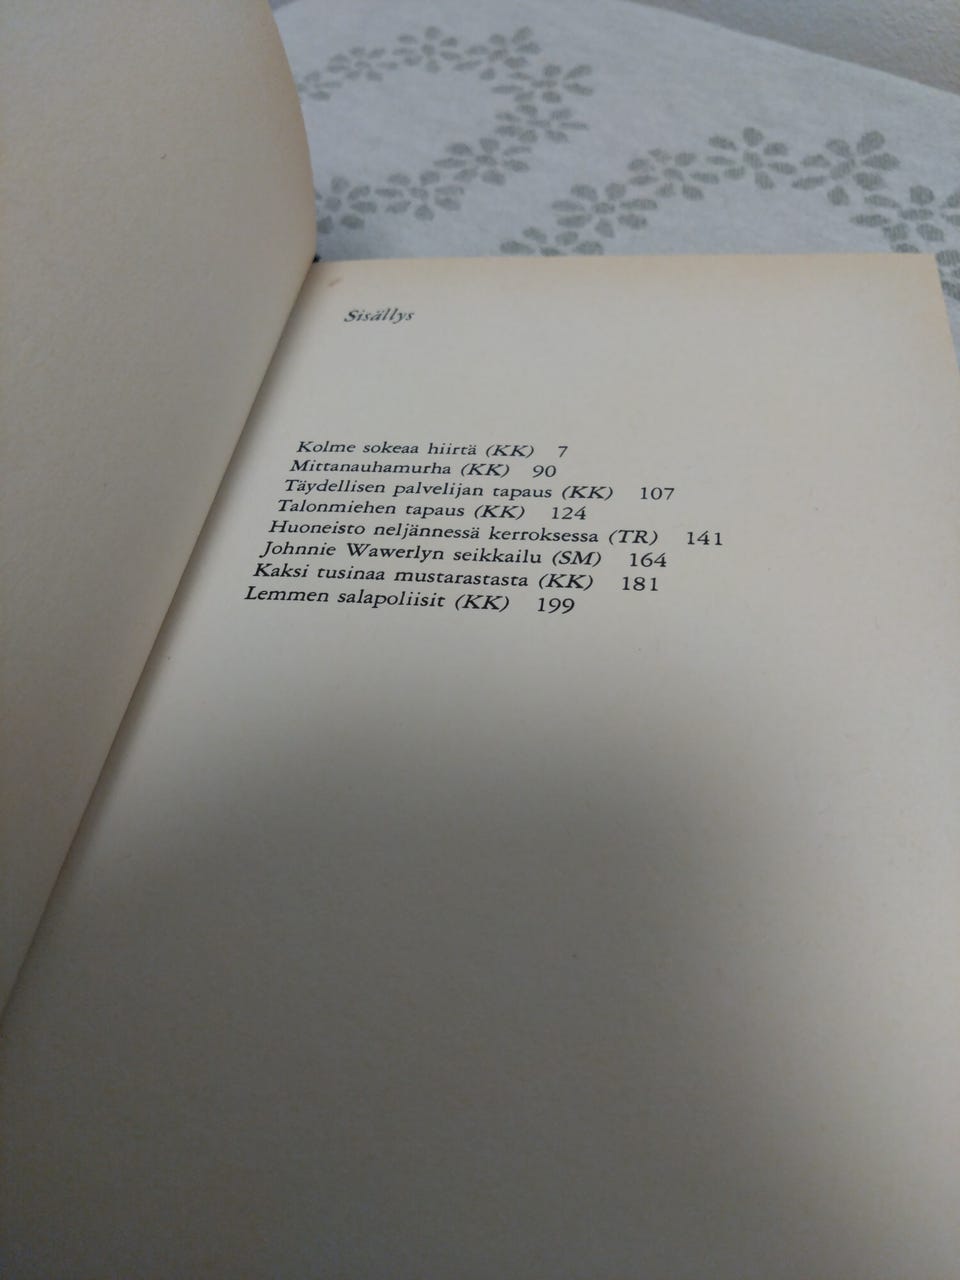 Sisällys
Kolme sokeaa hiirtä (KK) 7
Mittanauhamurha (KK) 90
Täydellisen palvelijan tapaus (KK) 107
Talonmiehen tapaus (KK) 124
Huoneisto neljännessä kerroksessa (TR) 141
Johnnie Wawerlyn seikkailu (SM) 164
Kaksi tusinaa mustarastasta (KK) 181
Lemmen salapoliisit (KK) 199